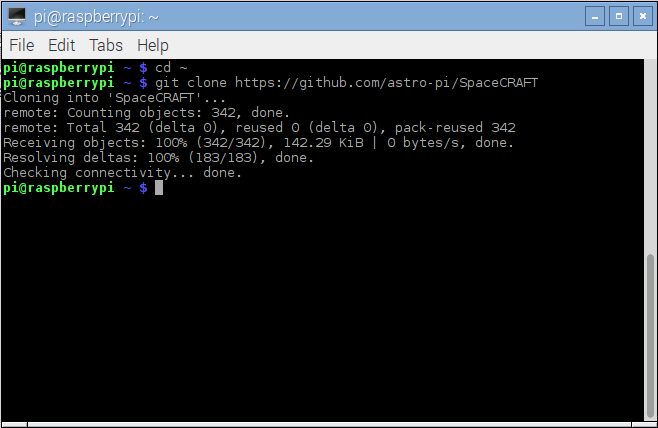 pi@raspberrypi: ~
File Edit Tabs Help
pi@raspberrypi ~ $ cd ~
pi@raspberrypi ~ $ git clone https://github.com/astro-pi/SpaceCRAFT
Cloning into 'SpaceCRAFT'...
remote: Counting objects: 342, done.
remote: Total 342 (delta 0), reused 0 (delta 0), pack-reused 342
Receiving objects: 100% (342/342), 142.29 KiB | 0 bytes/s, done.
Resolving deltas: 100% (183/183), done.
Checking connectivity... done.
pi@raspberrypi ~ $